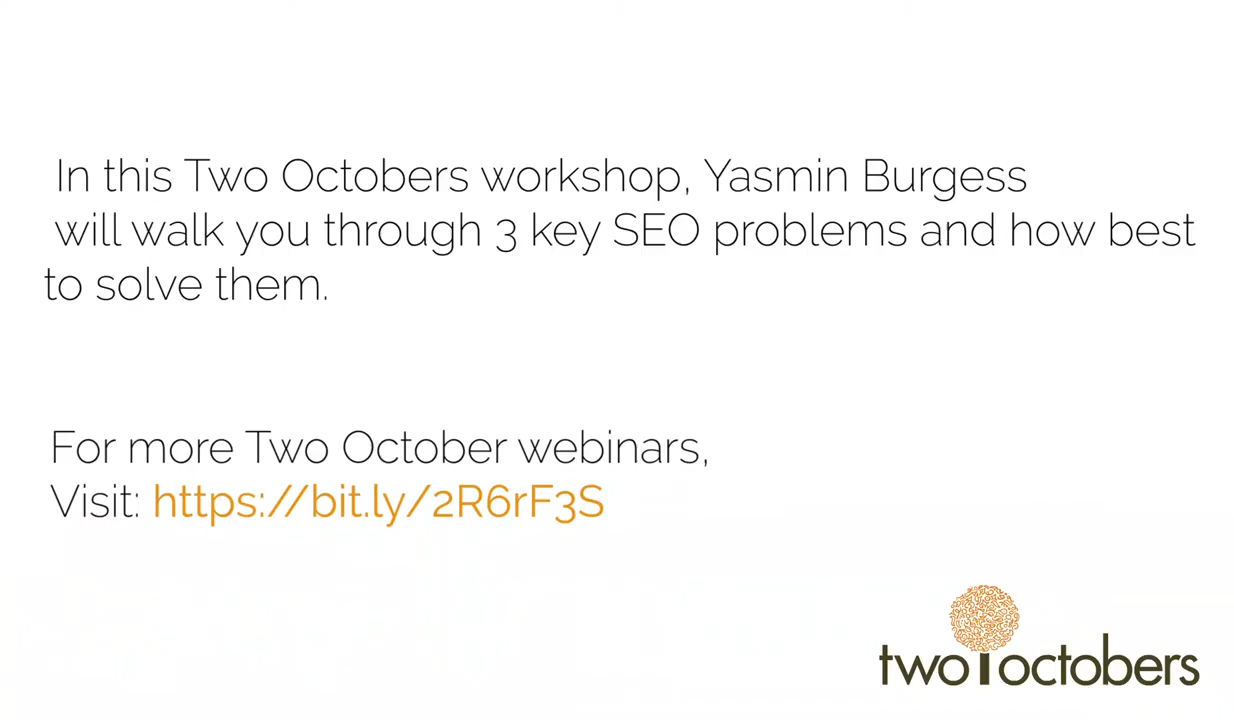 In this Two Octobers workshop, Yasmin Burgess
will walk you through 3 key SEO problems and how best
to solve them.
For more Two October webinars,
Visit: https://bit.ly/2R6rF3S
two octobers